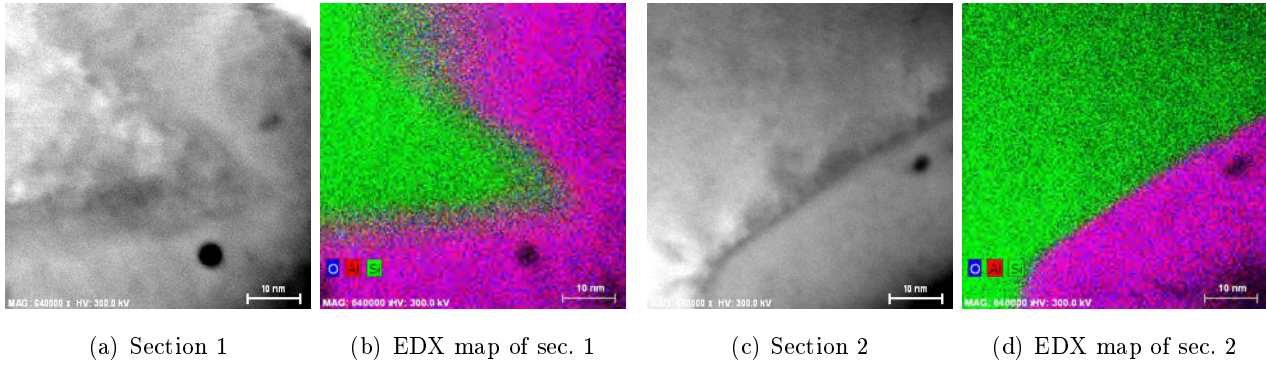 10 nm
MAG: 640000 x HV: 300.0 kV
O Al Si
10 nm
MAG: 640000 x HV: 300.0 kV
10 nm
HV: 300.0 kV
O Al Si
10 nm
MAG: 640000 x HV: 300.0 kV
(a) Section 1
(b) EDX map of sec. 1
(c) Section 2
(d) EDX map of sec. 2